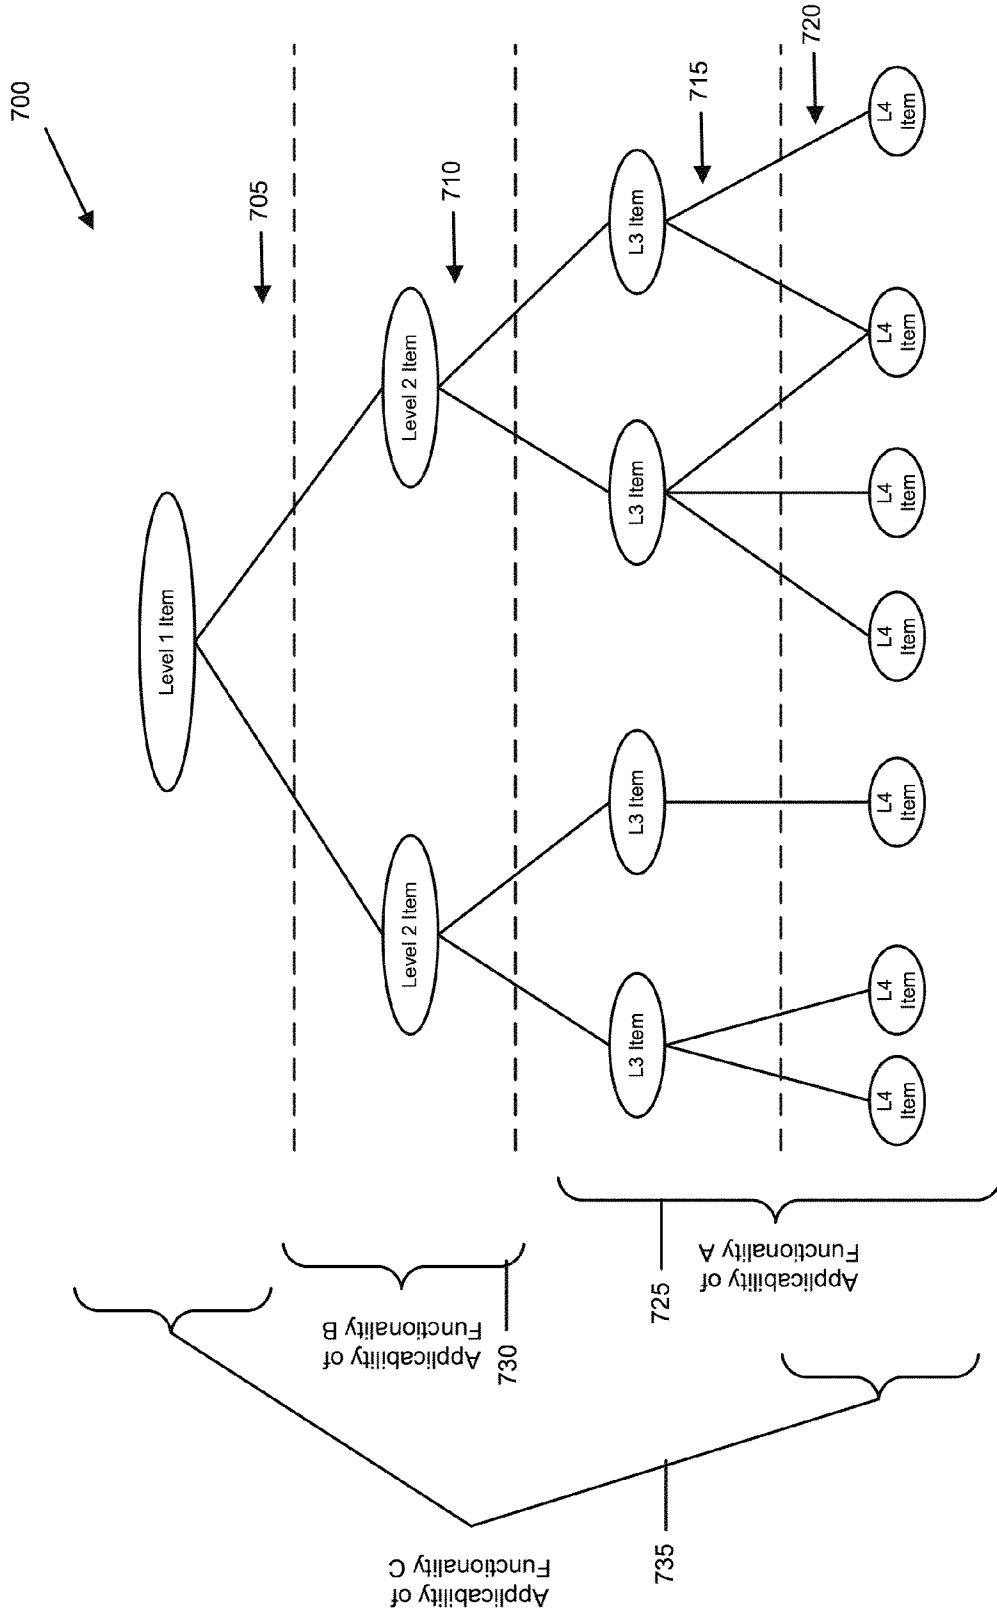 700
705
710
715
720
Level 1 Item
Level 2 Item
Level 2 Item
L3 Item
L3 Item
L3 Item
L3 Item
L4
Item
L4
Item
L4
Item
L4
Item
L4
Item
L4
Item
L4
Item
Applicability of
Functionality A
725
Applicability of
Functionality B
730
Applicability of
Functionality C
735